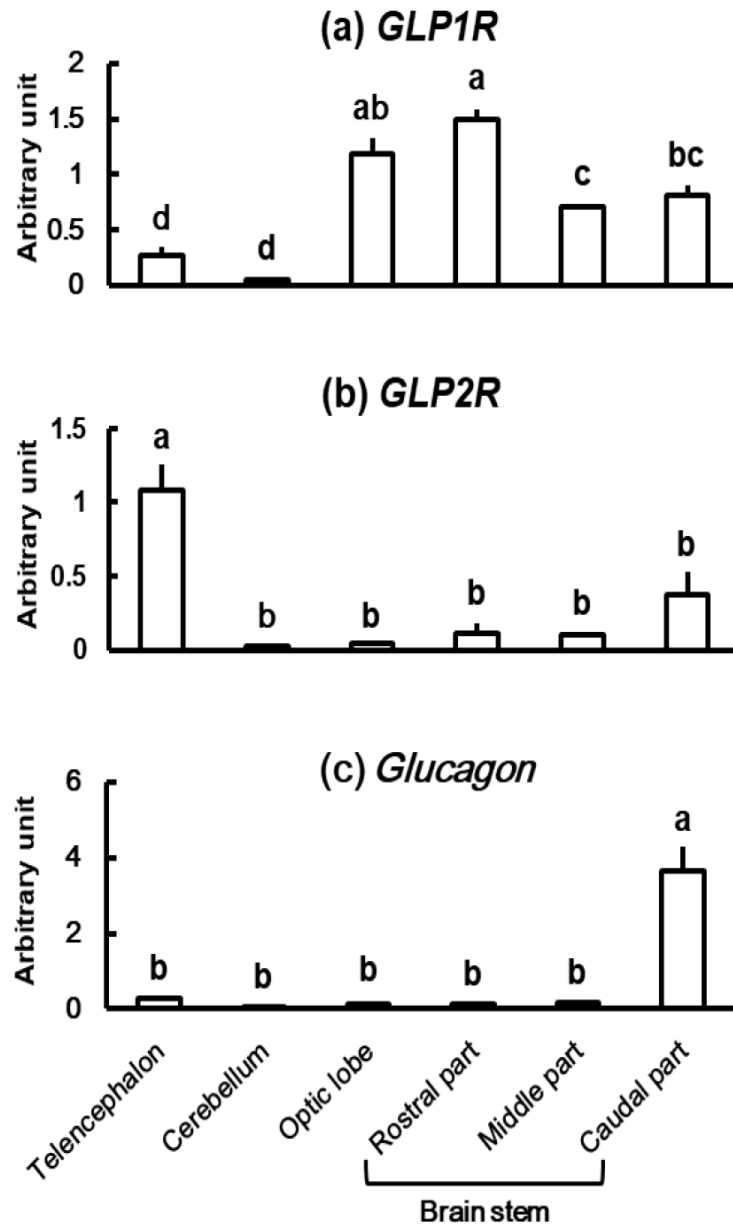 (a) GLP1R
Arbitrary unit
2
1.5
1
0.5
0
d
d
ab
a
c
bc
(b) GLP2R
Arbitrary unit
1.5
1
0.5
0
a
b
b
b
b
b
(c) Glucagon
Arbitrary unit
6
4
2
0
b
b
b
b
b
a
Telencephalon
Cerebellum
Optic lobe
Rostral part
Middle part
Caudal part
Brain stem